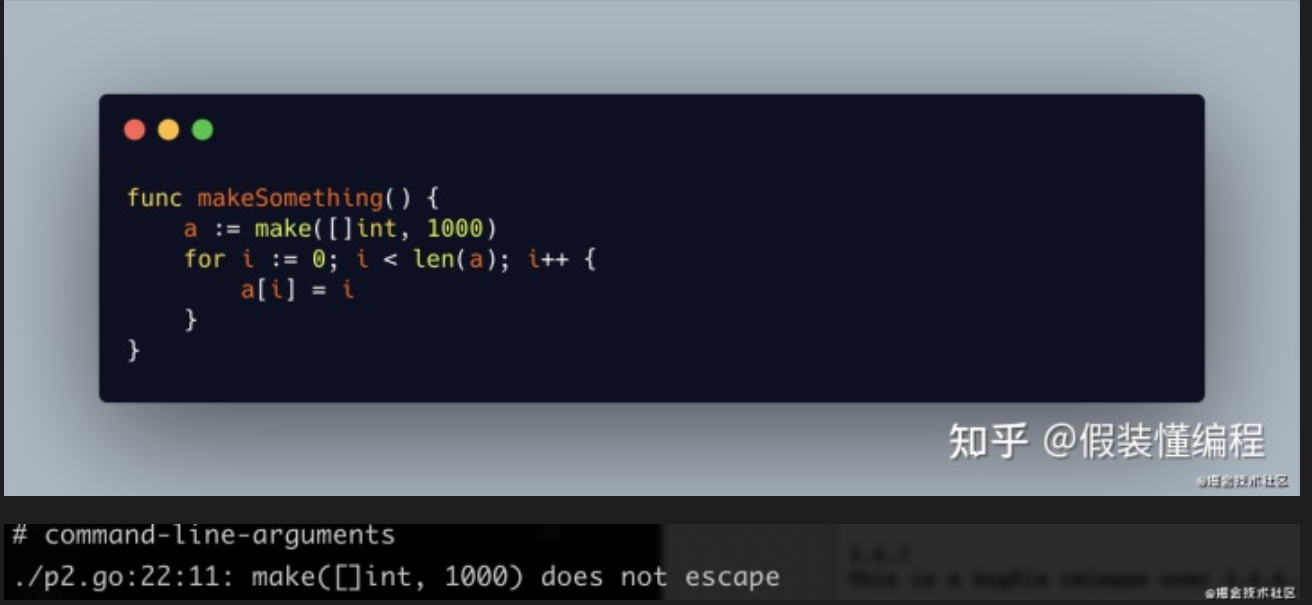 func makeSomething() {
    a := make([]int, 1000)
    for i := 0; i < len(a); i++ {
        a[i] = i
    }
}
知乎 @假装懂编程
@掘金技术社区
# command-line-arguments
./p2.go:22:11: make([]int, 1000) does not escape
@掘金技术社区